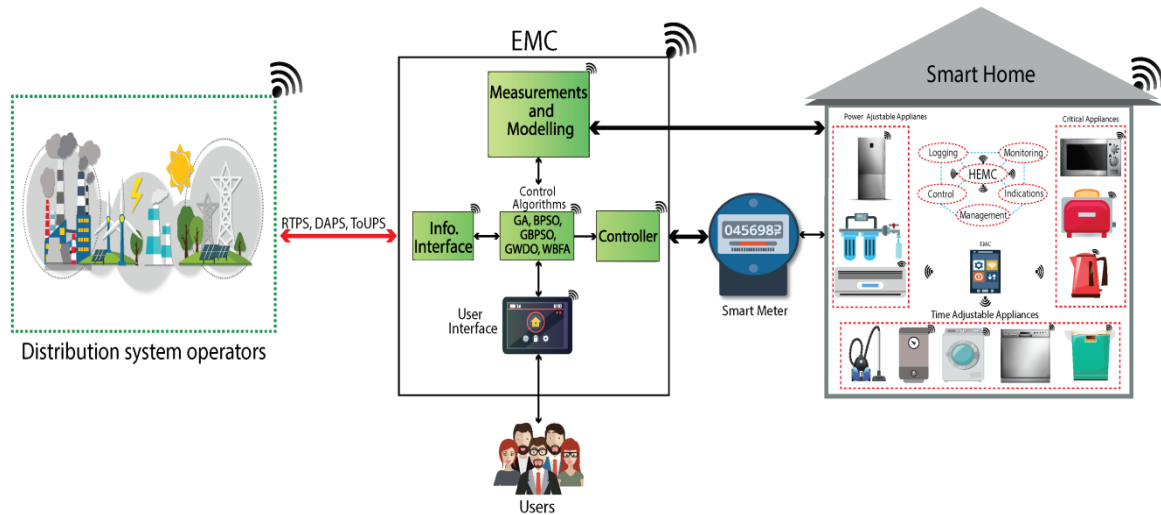 EMC
Measurements
and
Modelling
Control
Algorithms
GA, BPSO,
GBPSO,
GWDO, WBFA
Info.
Interface
Controller
User
Interface
Users
RTPS, DAPS, ToUPS
Distribution system operators
0456982
Smart Meter
Smart Home
Power Ajustable Applianes
Critical Appliances
Logging
Monitoring
HEMC
Control
Indications
Management
EMC
Time Adjustable Appliances